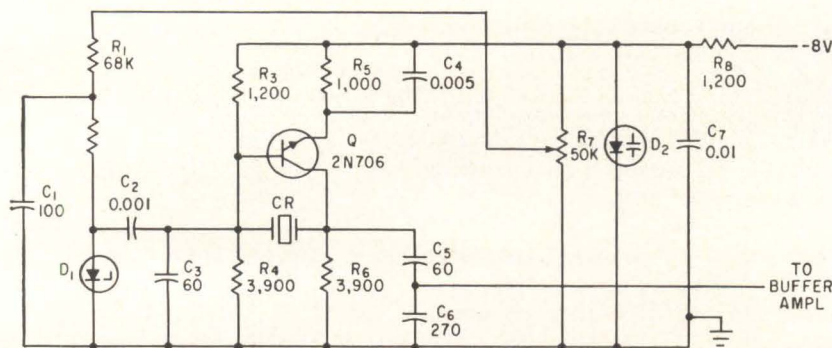 R1
68K
C1
100
C2
0.001
D1
C3
60
R3
1,200
R4
3,900
R5
1,000
C4
0.005
Q
2N706
CR
R6
3,900
C5
60
C6
270
R7
50K
D2
C7
0.01
R8
1,200
-8V
TO
BUFFER
AMPL